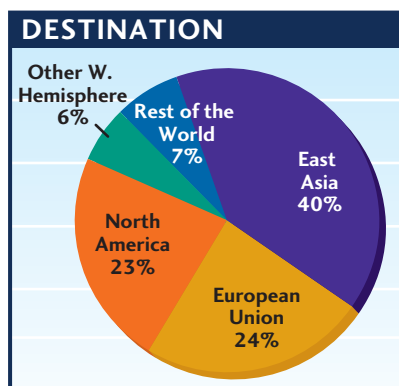 DESTINATION
Other W.
Hemisphere
6%
Rest of the
World
7%
East
Asia
40%
North
America
23%
European
Union
24%